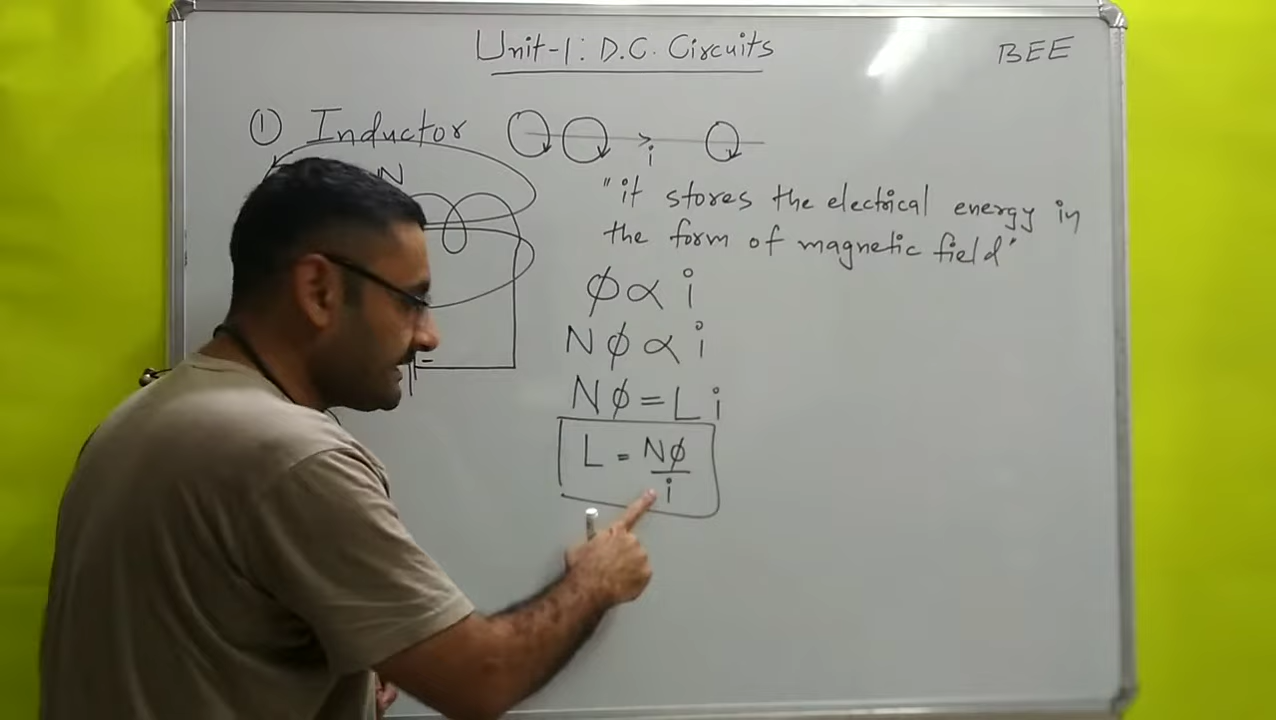 Unit-1: D.C. Circuits
BEE
① Inductor
i
N
"it stores the electrical energy in
the form of magnetic field"
φ ∝ i
Nφ ∝ i
Nφ = L i
L = Nφ/i
-